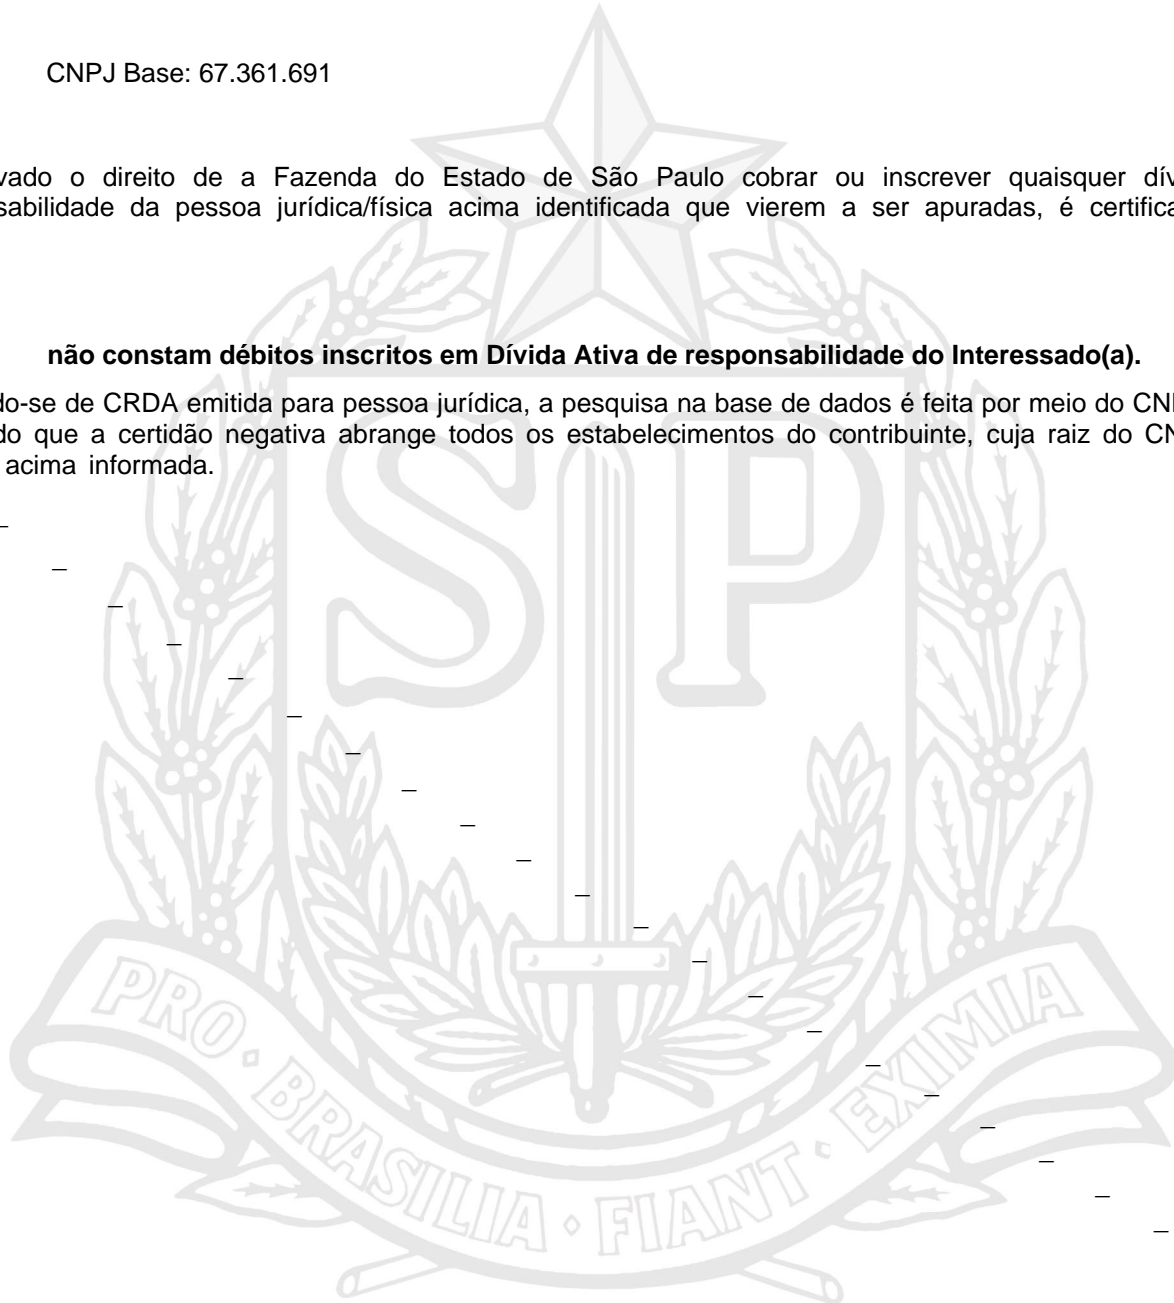 CNPJ Base: 67.361.691
vado o direito de a Fazenda do Estado de São Paulo cobrar ou inscrever quaisquer dív
sabilidade da pessoa jurídica/física acima identificada que vierem a ser apuradas, é certifica
não constam débitos inscritos em Dívida Ativa de responsabilidade do Interessado(a).
do-se de CRDA emitida para pessoa jurídica, a pesquisa na base de dados é feita por meio do CN
do que a certidão negativa abrange todos os estabelecimentos do contribuinte, cuja raiz do CN
acima informada.
SP
PRO · BRASILIA · FIANT · EXIMIA